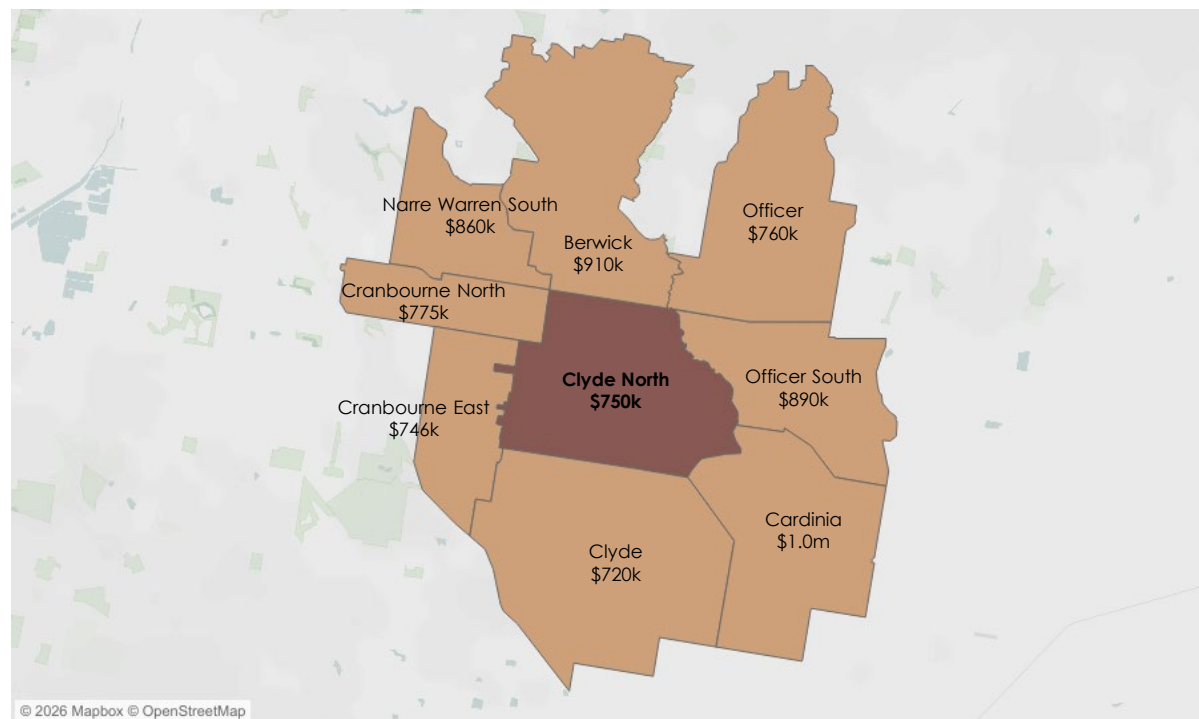 Narre Warren South
$860k
Berwick
$910k
Officer
$760k
Cranbourne North
$775k
Clyde North
$750k
Officer South
$890k
Cranbourne East
$746k
Clyde
$720k
Cardinia
$1.0m
© 2026 Mapbox © OpenStreetMap